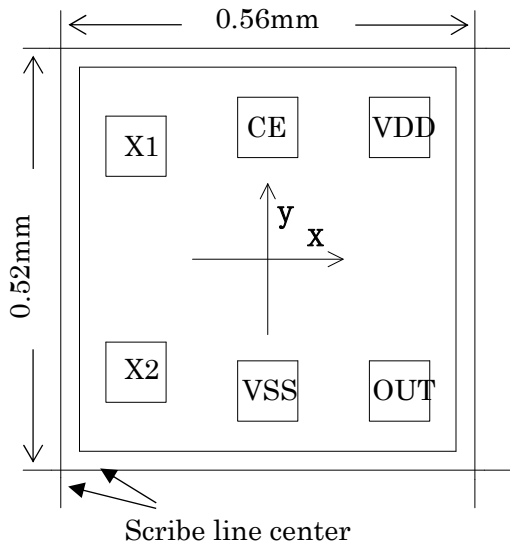 0.56mm
CE VDD
X1
y
x
0.52mm
X2
VSS OUT
Scribe line center